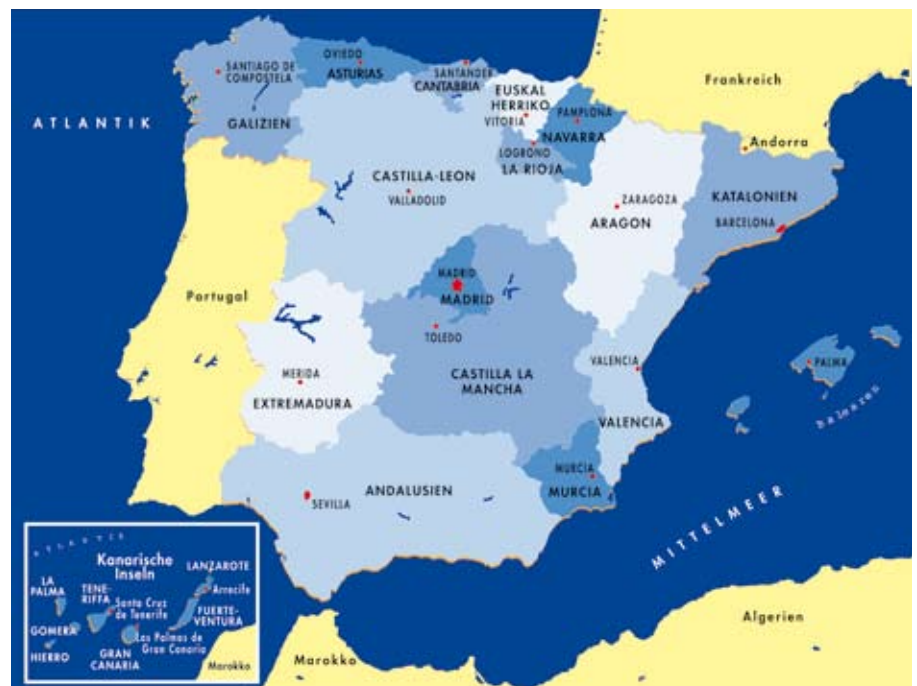 ATLANTIK
SANTIAGO DE
COMPOSTELA
GALIZIEN
OVIEDO
ASTURIAS
SANTANDER
CANTABRIA
EUSKAL
HERRIKO
VITORIA
PAMPLONA
NAVARRA
LOGRONO
LA RIOJA
Frankreich
Andorra
CASTILLA-LEON
VALLADOLID
ZARAGOZA
ARAGON
KATALONIEN
BARCELONA
Portugal
MADRID
MADRID
TOLEDO
CASTILLA LA
MANCHA
MERIDA
EXTREMADURA
VALENCIA
VALENCIA
PALMA
Balearen
MURCIA
MURCIA
ANDALUSIEN
SEVILLA
MITTELMEER
Algerien
Marokko
ATLANTIK
Kanarische
Inseln
LANZAROTE
Arrecife
LA
PALMA
TENE-
RIFFA
Santa Cruz
de Tenerife
FUERTE-
VENTURA
GOMERA
HIERRO
Las Palmas de
Gran Canaria
GRAN
CANARIA
Marokko